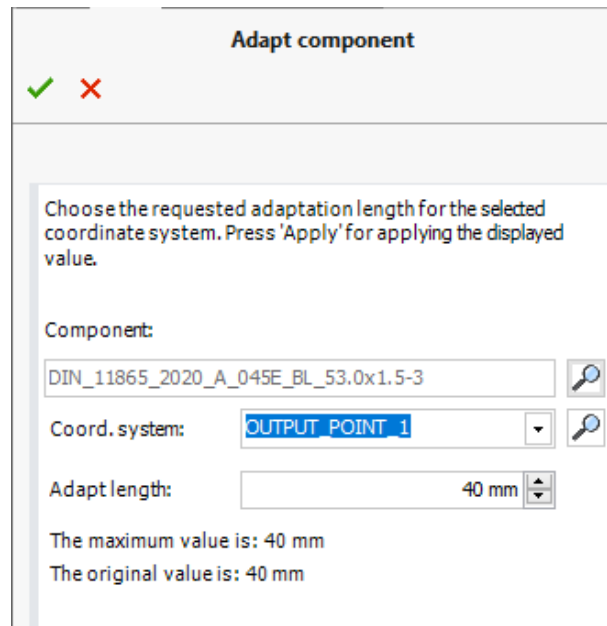 Adapt component
Choose the requested adaptation length for the selected
coordinate system. Press 'Apply' for applying the displayed
value.
Component:
DIN_11865_2020_A_045E_BL_53.0x1.5-3
Coord. system: OUTPUT_POINT_1
Adapt length: 40 mm
The maximum value is: 40 mm
The original value is: 40 mm